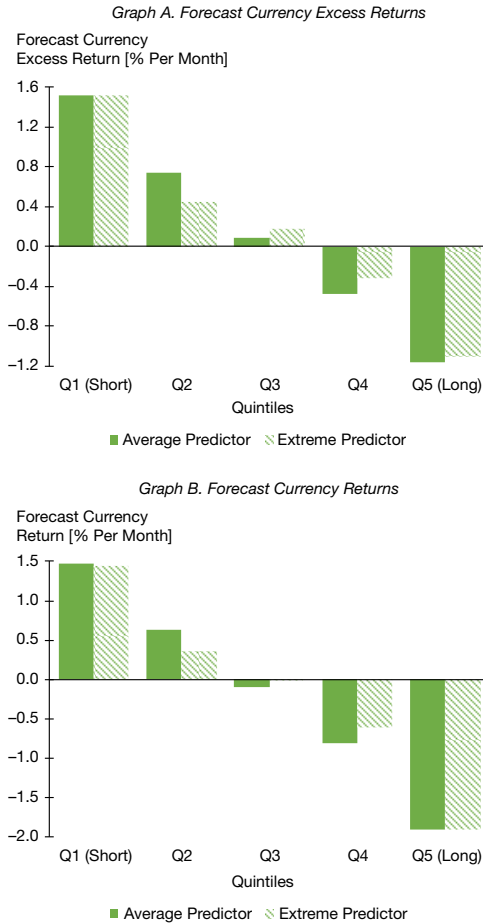 Graph A. Forecast Currency Excess Returns
Forecast Currency
Excess Return [% Per Month]
1.6
1.2
0.8
0.4
0.0
−0.4
−0.8
−1.2
Q1 (Short) Q2 Q3 Q4 Q5 (Long)
Quintiles
Average Predictor Extreme Predictor
Graph B. Forecast Currency Returns
Forecast Currency
Return [% Per Month]
1.5
1.0
0.5
0.0
−0.5
−1.0
−1.5
−2.0
Q1 (Short) Q2 Q3 Q4 Q5 (Long)
Quintiles
Average Predictor Extreme Predictor